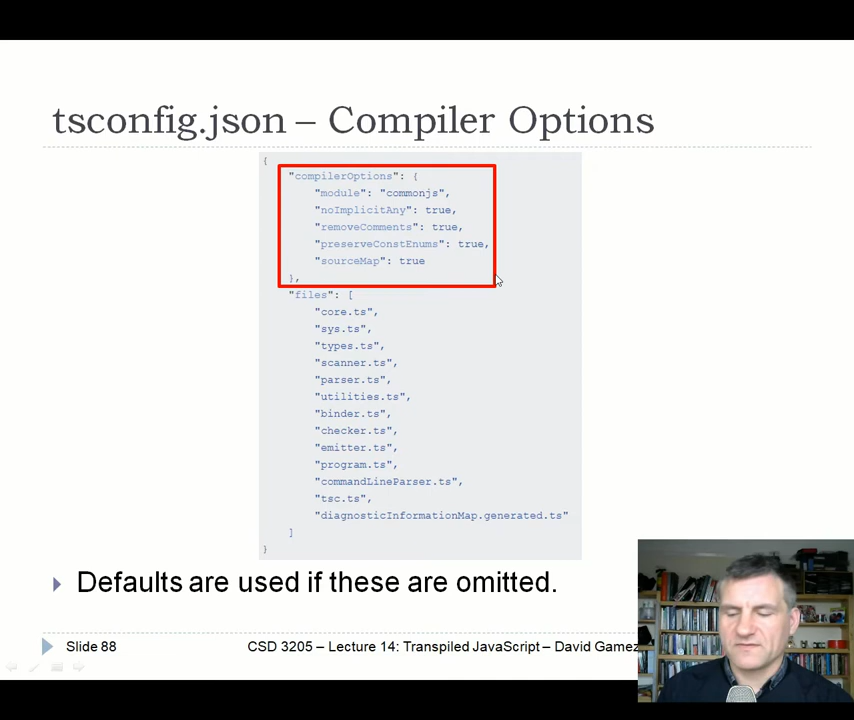 tsconfig.json – Compiler Options
{
"compilerOptions": {
"module": "commonjs",
"noImplicitAny": true,
"removeComments": true,
"preserveConstEnums": true,
"sourceMap": true
},
"files": [
"core.ts",
"sys.ts",
"types.ts",
"scanner.ts",
"parser.ts",
"utilities.ts",
"binder.ts",
"checker.ts",
"emitter.ts",
"program.ts",
"commandLineParser.ts",
"tsc.ts",
"diagnosticInformationMap.generated.ts"
]
}
Defaults are used if these are omitted.
Slide 88
CSD 3205 – Lecture 14: Transpiled JavaScript – David Gamez